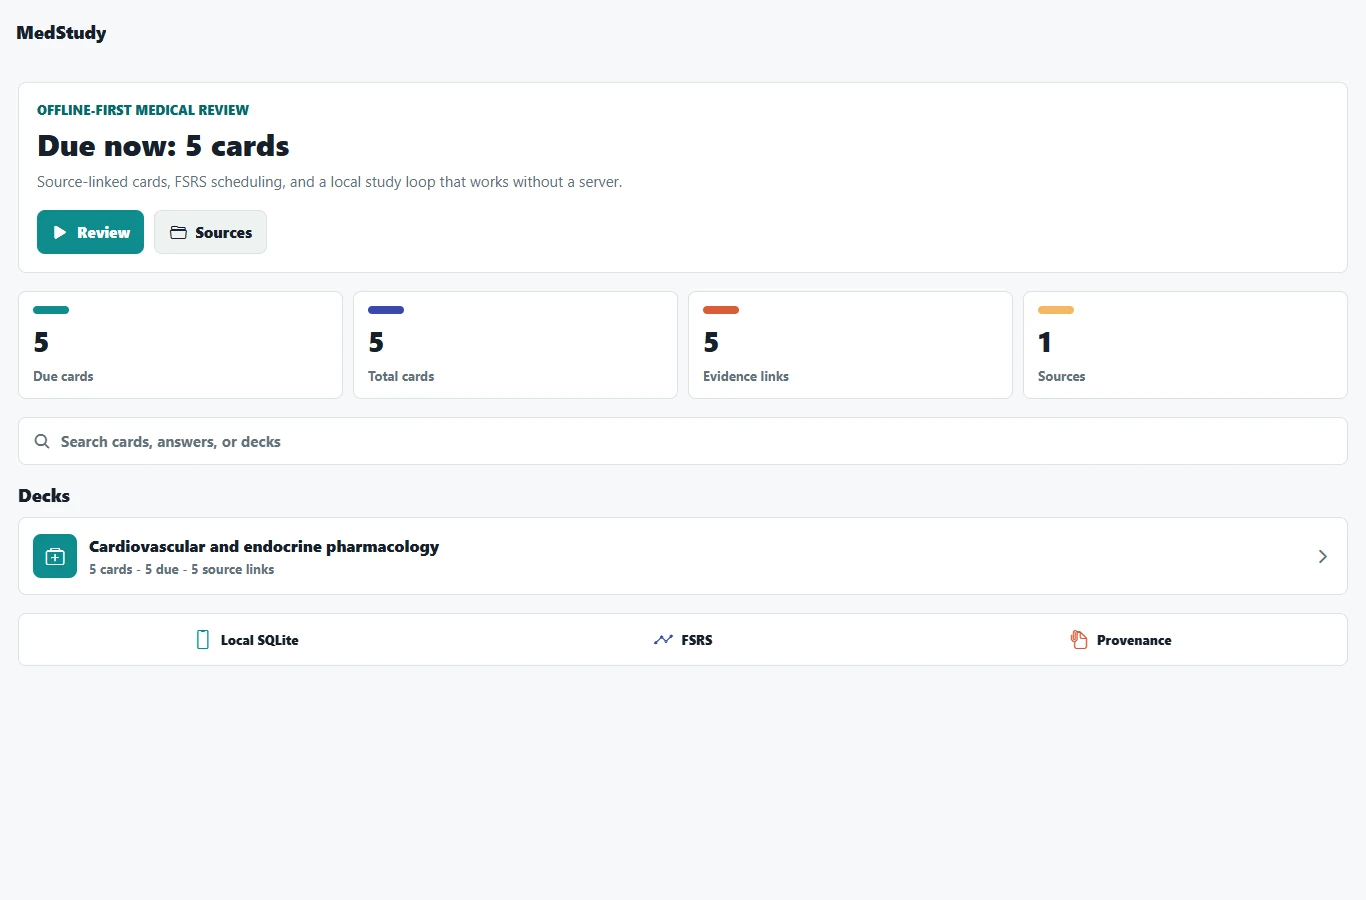 MedStudy
OFFLINE-FIRST MEDICAL REVIEW
Due now: 5 cards
Source-linked cards, FSRS scheduling, and a local study loop that works without a server.
Review
Sources
5
Due cards
5
Total cards
5
Evidence links
1
Sources
Search cards, answers, or decks
Decks
Cardiovascular and endocrine pharmacology
5 cards - 5 due - 5 source links
Local SQLite
FSRS
Provenance